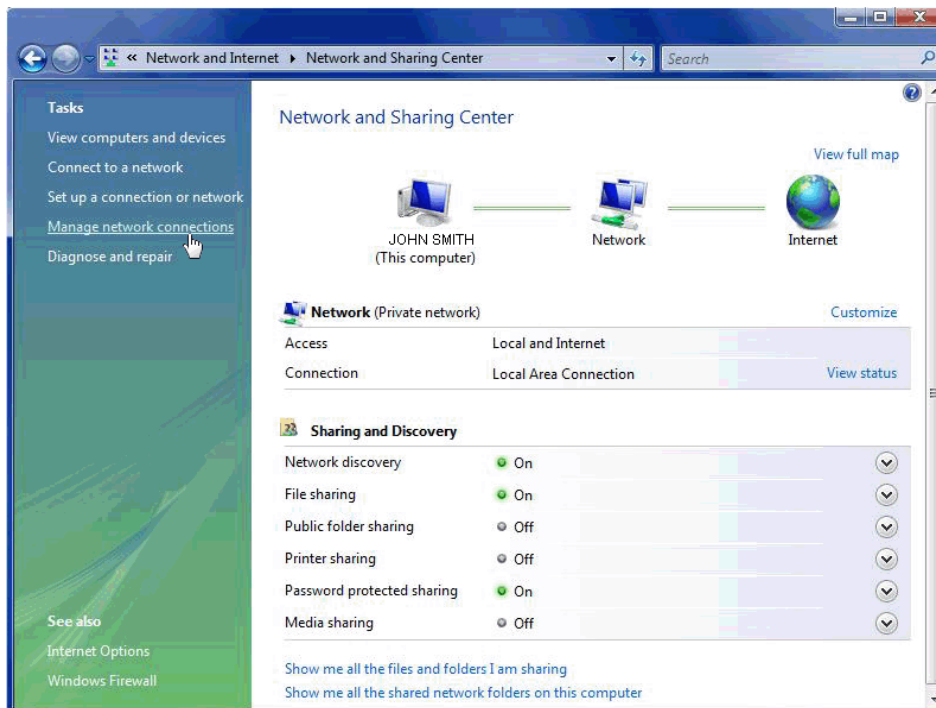 « Network and Internet ▸ Network and Sharing Center
Search
Tasks
View computers and devices
Connect to a network
Set up a connection or network
Manage network connections
Diagnose and repair
See also
Internet Options
Windows Firewall
Network and Sharing Center
View full map
JOHN SMITH
(This computer)
Network
Internet
Network (Private network)
Customize
Access Local and Internet
Connection Local Area Connection View status
Sharing and Discovery
Network discovery On
File sharing On
Public folder sharing Off
Printer sharing Off
Password protected sharing On
Media sharing Off
Show me all the files and folders I am sharing
Show me all the shared network folders on this computer